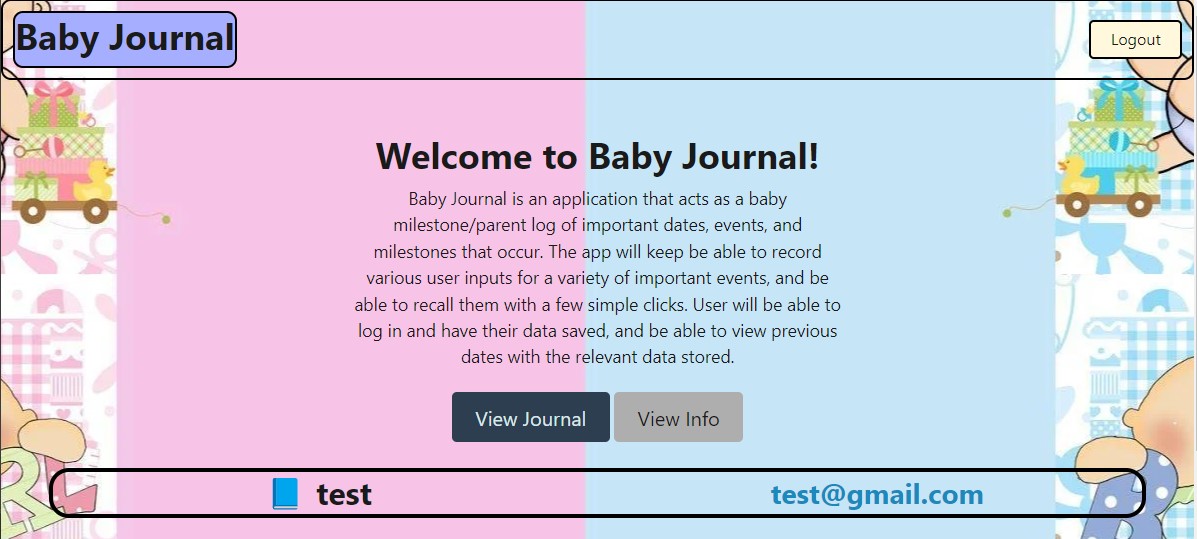 Baby Journal
Logout
Welcome to Baby Journal!
Baby Journal is an application that acts as a baby
milestone/parent log of important dates, events, and
milestones that occur. The app will keep be able to record
various user inputs for a variety of important events, and be
able to recall them with a few simple clicks. User will be able to
log in and have their data saved, and be able to view previous
dates with the relevant data stored.
View Journal
View Info
test
test@gmail.com